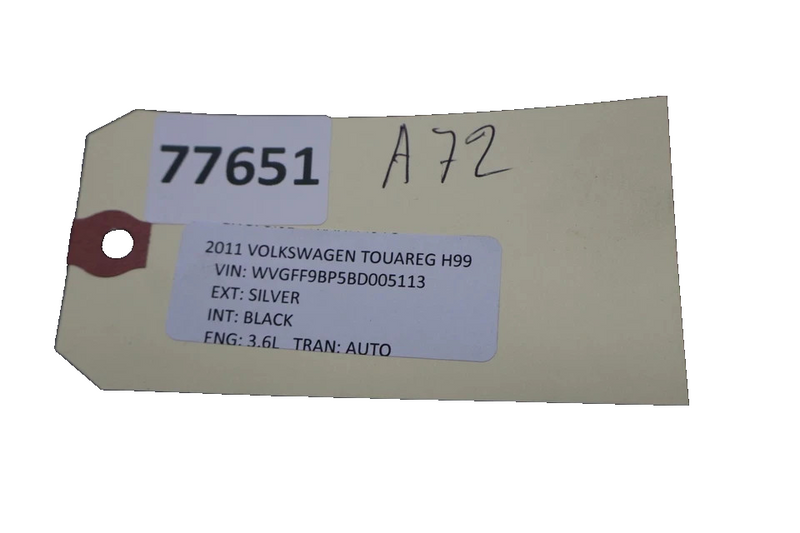 77651
A72
2011 VOLKSWAGEN TOUAREG H99
VIN: WVGFF9BP5BD005113
EXT: SILVER
INT: BLACK
ENG: 3.6L TRAN: AUTO